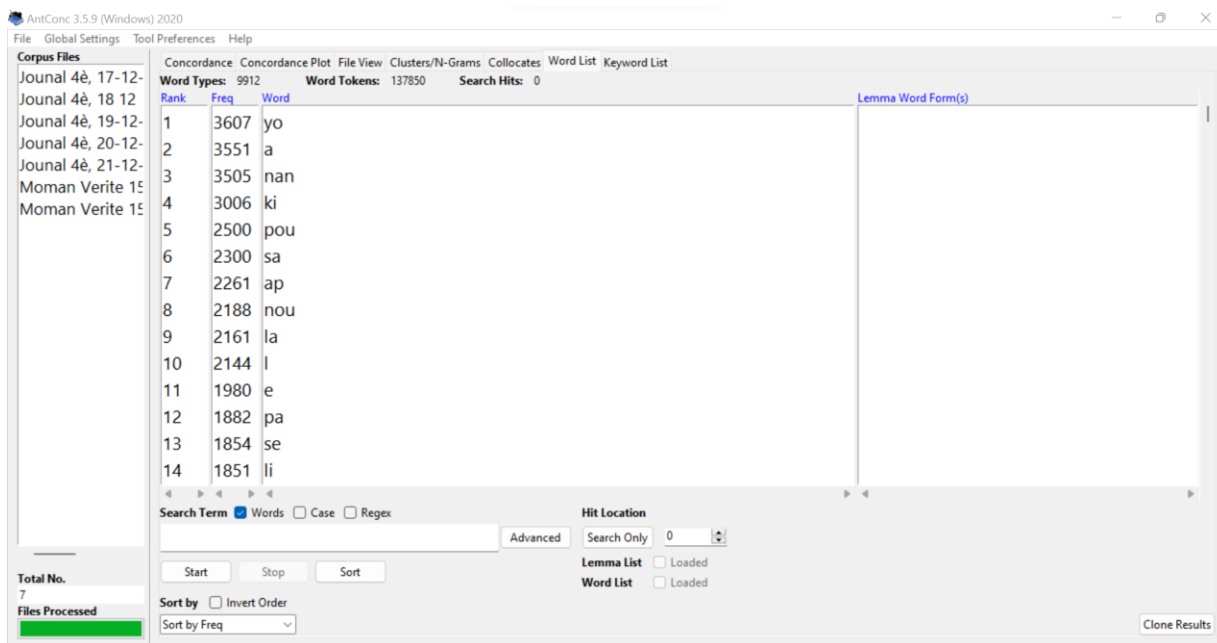 AntConc 3.5.9 (Windows) 2020
File Global Settings Tool Preferences Help
Corpus Files
Jounal 4è, 17-12-
Jounal 4è, 18 12
Jounal 4è, 19-12-
Jounal 4è, 20-12-
Jounal 4è, 21-12-
Moman Verite 15
Moman Verite 15
Total No.
7
Files Processed
Concordance Concordance Plot File View Clusters/N-Grams Collocates Word List Keyword List
Word Types: 9912 Word Tokens: 137850 Search Hits: 0
Rank Freq Word Lemma Word Form(s)
1 3607 yo
2 3551 a
3 3505 nan
4 3006 ki
5 2500 pou
6 2300 sa
7 2261 ap
8 2188 nou
9 2161 la
10 2144 l
11 1980 e
12 1882 pa
13 1854 se
14 1851 li
Search Term Words Case Regex Hit Location
Advanced Search Only 0
Start Stop Sort Lemma List Loaded
Word List Loaded
Sort by Invert Order
Sort by Freq Clone Results